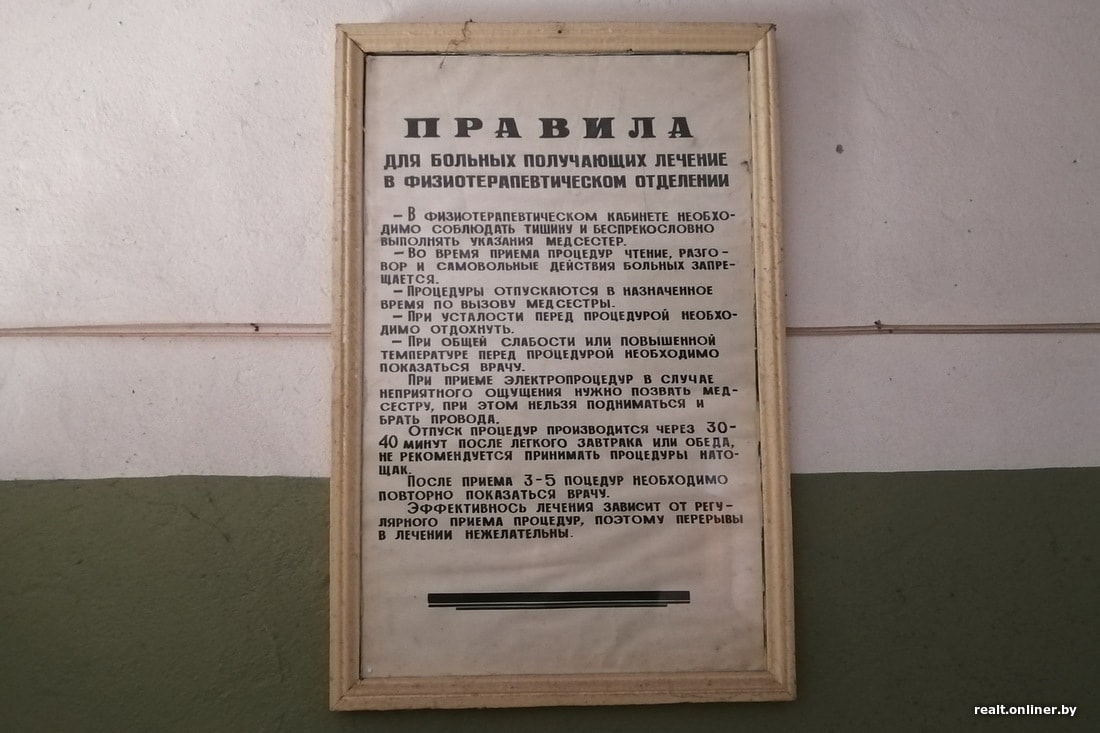 ПРАВИЛА
ДЛЯ БОЛЬНЫХ ПОЛУЧАЮЩИХ ЛЕЧЕНИЕ
В ФИЗИОТЕРАПЕВТИЧЕСКОМ ОТДЕЛЕНИИ
– В ФИЗИОТЕРАПЕВТИЧЕСКОМ КАБИНЕТЕ НЕОБХО-
ДИМО СОБЛЮДАТЬ ТИШИНУ И БЕСПРЕКОСЛОВНО
ВЫПОЛНЯТЬ УКАЗАНИЯ МЕДСЕСТЕР.
– ВО ВРЕМЯ ПРИЕМА ПРОЦЕДУР ЧТЕНИЕ, РАЗГО-
ВОР И САМОВОЛЬНЫЕ ДЕЙСТВИЯ БОЛЬНЫХ ЗАПРЕ-
ЩАЕТСЯ.
– ПРОЦЕДУРЫ ОТПУСКАЮТСЯ В НАЗНАЧЕННОЕ
ВРЕМЯ ПО ВЫЗОВУ МЕДСЕСТРЫ.
– ПРИ УСТАЛОСТИ ПЕРЕД ПРОЦЕДУРОЙ НЕОБХО-
ДИМО ОТДОХНУТЬ.
– ПРИ ОБЩЕЙ СЛАБОСТИ ИЛИ ПОВЫШЕННОЙ
ТЕМПЕРАТУРЕ ПЕРЕД ПРОЦЕДУРОЙ НЕОБХОДИМО
ПОКАЗАТЬСЯ ВРАЧУ.
ПРИ ПРИЕМЕ ЭЛЕКТРОПРОЦЕДУР В СЛУЧАЕ
НЕПРИЯТНОГО ОЩУЩЕНИЯ НУЖНО ПОЗВАТЬ МЕД-
СЕСТРУ, ПРИ ЭТОМ НЕЛЬЗЯ ПОДНИМАТЬСЯ И
БРАТЬ ПРОВОДА.
ОТПУСК ПРОЦЕДУР ПРОИЗВОДИТСЯ ЧЕРЕЗ 30-
40 МИНУТ ПОСЛЕ ЛЕГКОГО ЗАВТРАКА ИЛИ ОБЕДА,
НЕ РЕКОМЕНДУЕТСЯ ПРИНИМАТЬ ПРОЦЕДУРЫ НАТО-
ЩАК.
ПОСЛЕ ПРИЕМА 3-5 ПОЦЕДУР НЕОБХОДИМО
ПОВТОРНО ПОКАЗАТЬСЯ ВРАЧУ.
ЭФФЕКТИВНОСЬ ЛЕЧЕНИЯ ЗАВИСИТ ОТ РЕГУ-
ЛЯРНОГО ПРИЕМА ПРОЦЕДУР, ПОЭТОМУ ПЕРЕРЫВЫ
В ЛЕЧЕНИИ НЕЖЕЛАТЕЛЬНЫ.
realt.onliner.by